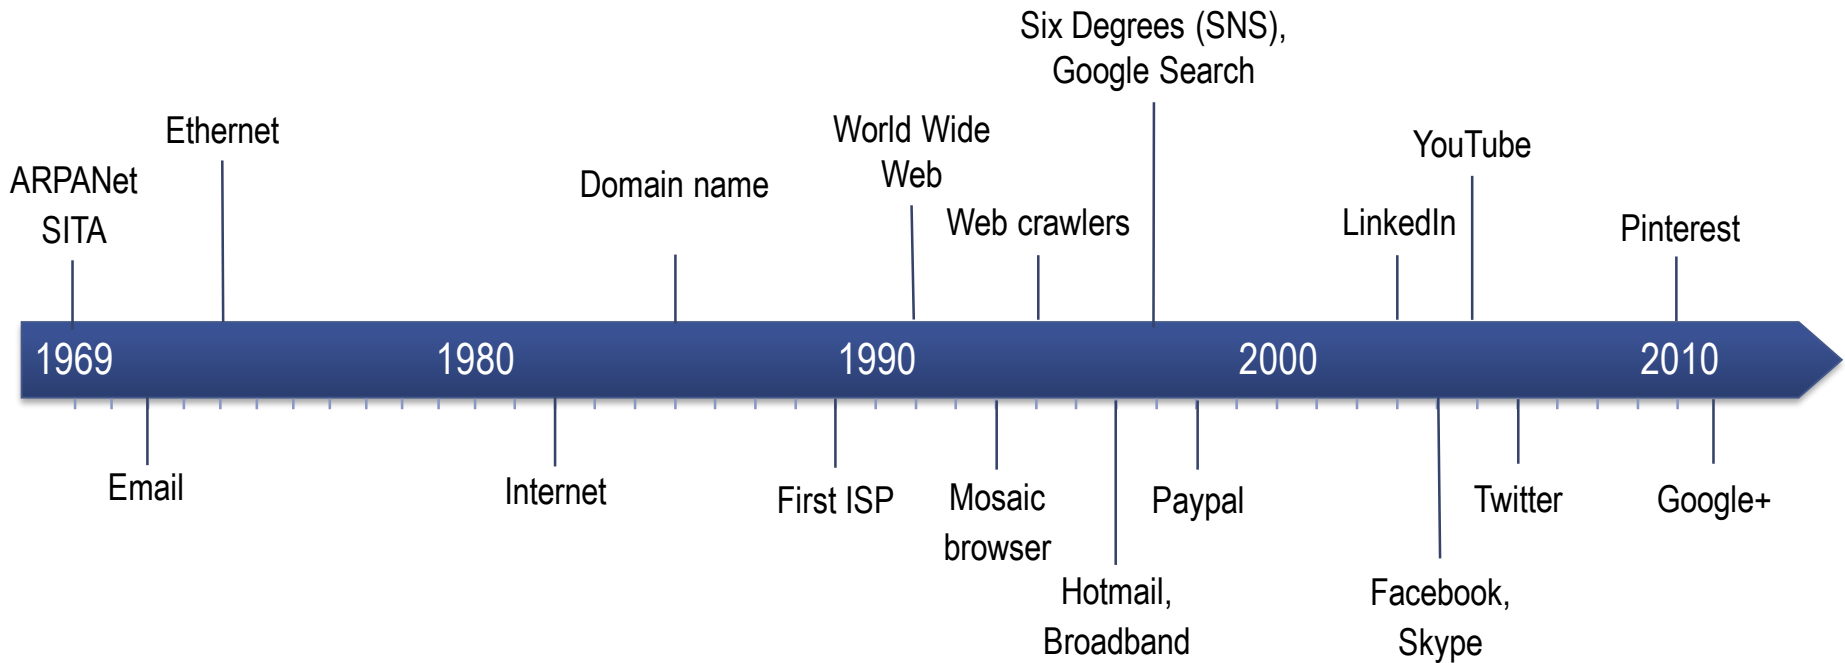 Six Degrees (SNS),
Google Search
Ethernet
World Wide
Web
YouTube
ARPANet
SITA
Domain name
Web crawlers
LinkedIn
Pinterest
1969
1980
1990
2000
2010
Email
Internet
First ISP
Mosaic
browser
Paypal
Twitter
Google+
Hotmail,
Broadband
Facebook,
Skype